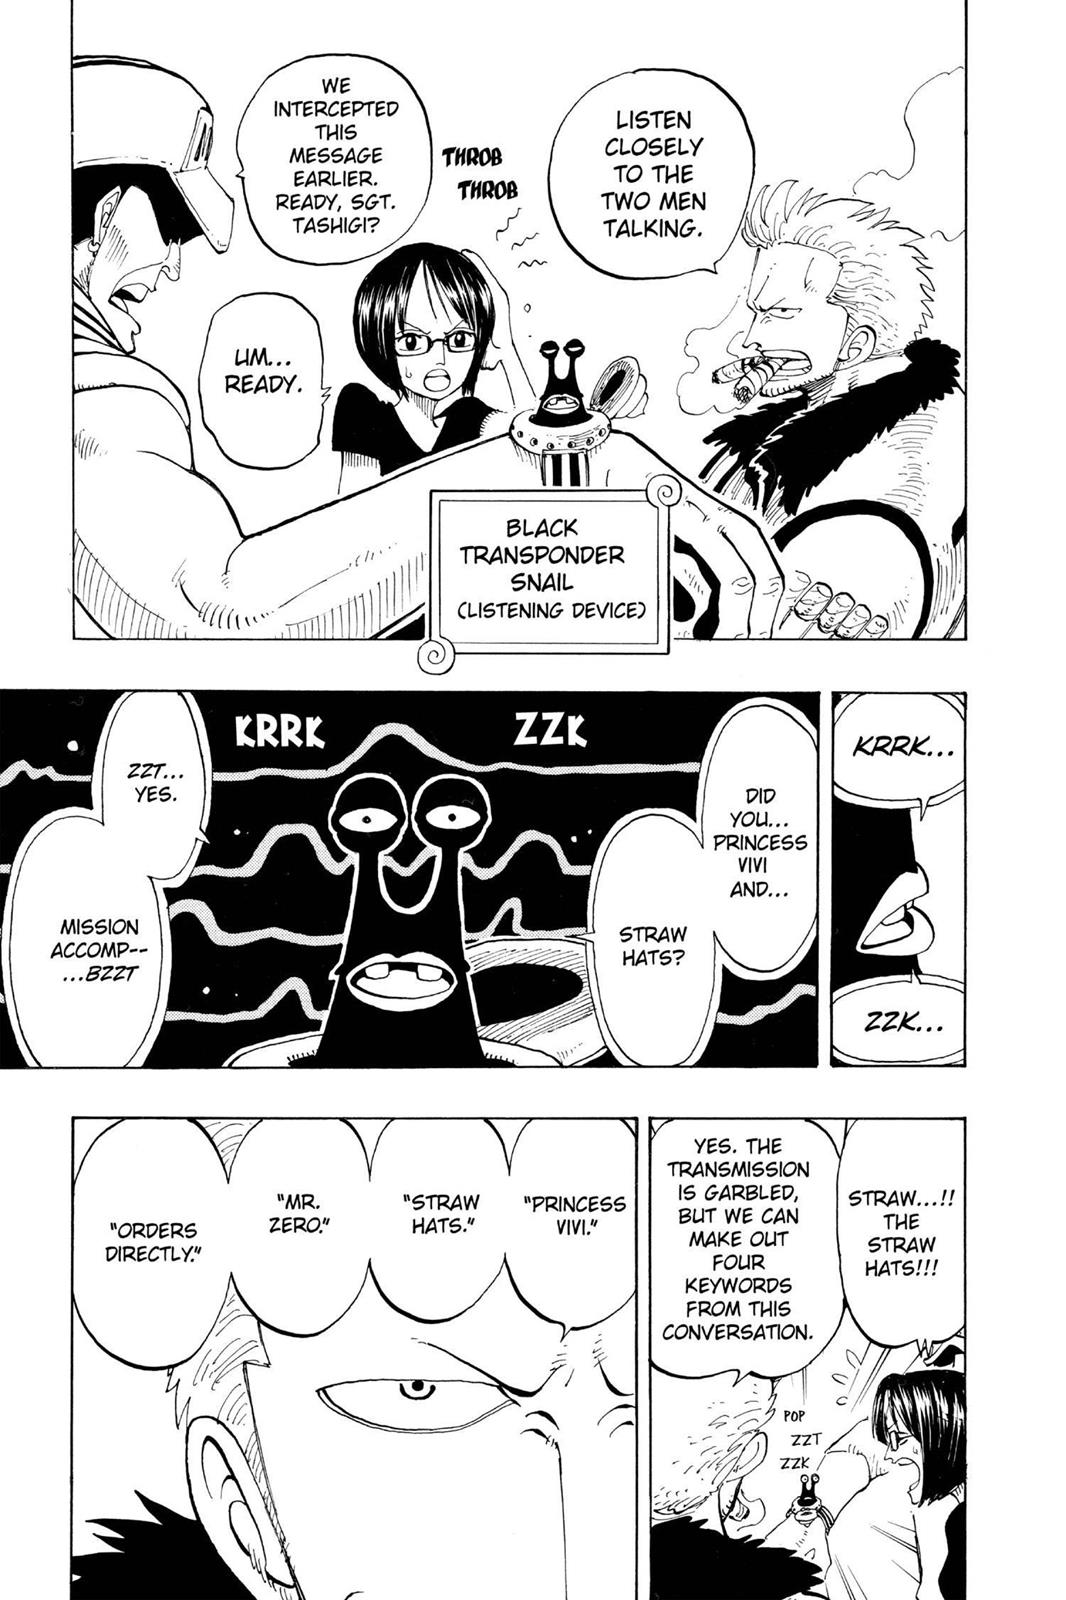 LISTEN
CLOSELY
TO THE
TWO MEN
TALKING.
THROB
THROB
WE
INTERCEPTED
THIS
MESSAGE
EARLIER.
READY, SGT.
TASHIGI?
UM...
READY.
BLACK
TRANSPONDER
SNAIL
(LISTENING DEVICE)
KRRK...
ZZK...
ZZK
KRRK
DID
YOU...
PRINCESS
VIVI
AND...
STRAW
HATS?
ZZT...
YES.
MISSION
ACCOMP--
...BZZT
STRAW...!!
THE
STRAW
HATS!!!
YES. THE
TRANSMISSION
IS GARBLED,
BUT WE CAN
MAKE OUT
FOUR
KEYWORDS
FROM THIS
CONVERSATION.
POP
ZZT
ZZK
"PRINCESS
VIVI."
"STRAW
HATS."
"MR.
ZERO."
"ORDERS
DIRECTLY."